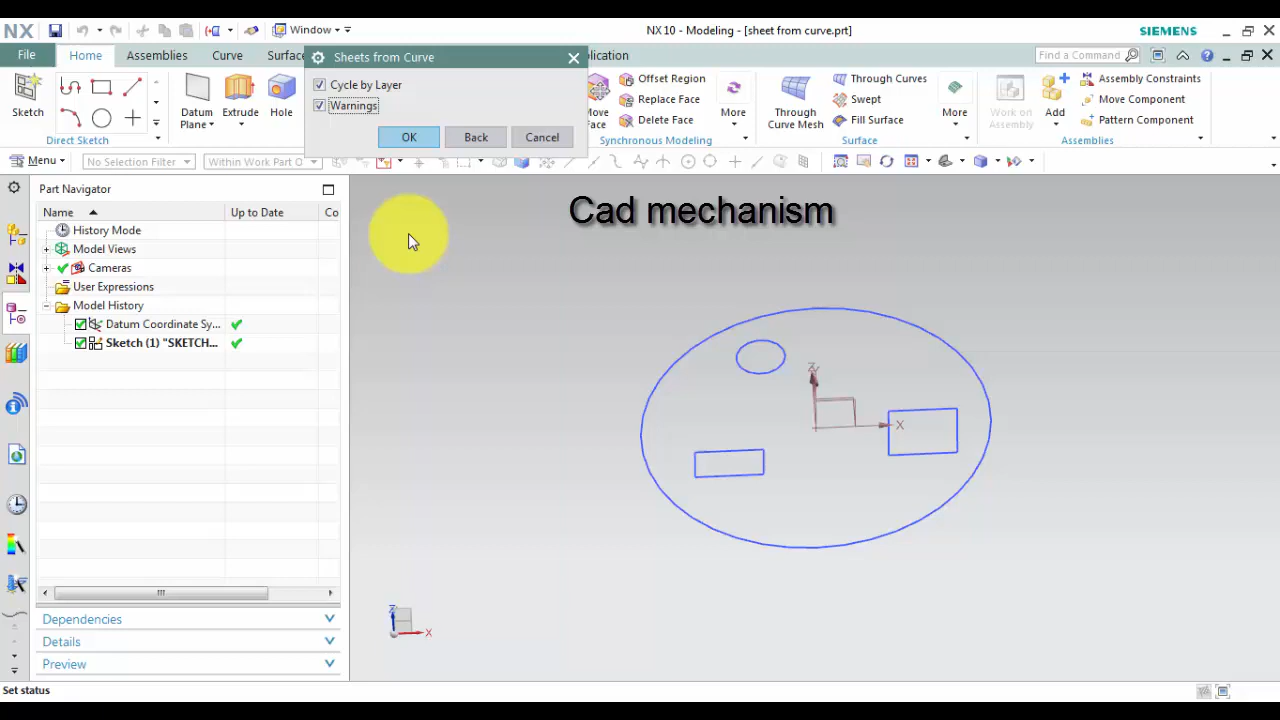 NX
Window
NX 10 - Modeling - [sheet from curve.prt]
SIEMENS
File
Home
Assemblies
Curve
Surfa
Sheets from Curve
lication
Find a Command
Cycle by Layer
Warnings
OK
Back
Cancel
Sketch
Direct Sketch
Datum
Plane
Extrude
Hole
Move
Face
Offset Region
Replace Face
Delete Face
More
Synchronous Modeling
Through
Curve Mesh
Through Curves
Swept
Fill Surface
More
Surface
Work on
Assembly
Add
Assembly Constraints
Move Component
Pattern Component
Assemblies
Menu
No Selection Filter
Within Work Part O
Part Navigator
Name
Up to Date
Co
History Mode
Model Views
Cameras
User Expressions
Model History
Datum Coordinate Sy...
Sketch (1) "SKETCH...
Dependencies
Details
Preview
Cad mechanism
X
Z
X
Set status